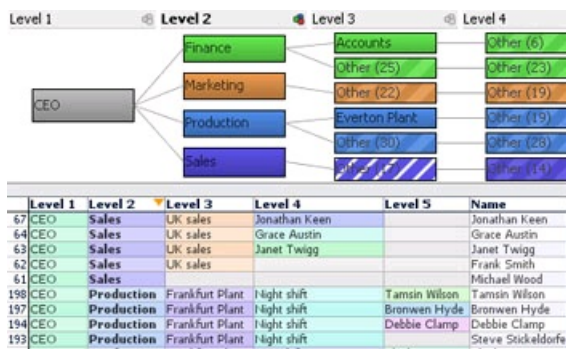 Level 1 Level 2 Level 3 Level 4
Finance Accounts Other (6)
Other (25) Other (23)
Marketing Other (22) Other (19)
CEO
Production Everton Plant Other (19)
Other (30) Other (28)
Sales Other (17) Other (14)
Level 1 Level 2 Level 3 Level 4 Level 5 Name
67 CEO Sales UK sales Jonathan Keen Jonathan Keen
64 CEO Sales UK sales Grace Austin Grace Austin
63 CEO Sales UK sales Janet Twigg Janet Twigg
62 CEO Sales UK sales Frank Smith
61 CEO Sales Michael Wood
198 CEO Production Frankfurt Plant Night shift Tamsin Wilson Tamsin Wilson
197 CEO Production Frankfurt Plant Night shift Bronwen Hyde Bronwen Hyde
194 CEO Production Frankfurt Plant Night shift Debbie Clamp Debbie Clamp
193 CEO Production Frankfurt Plant Night shift Steve Stickeldorfe